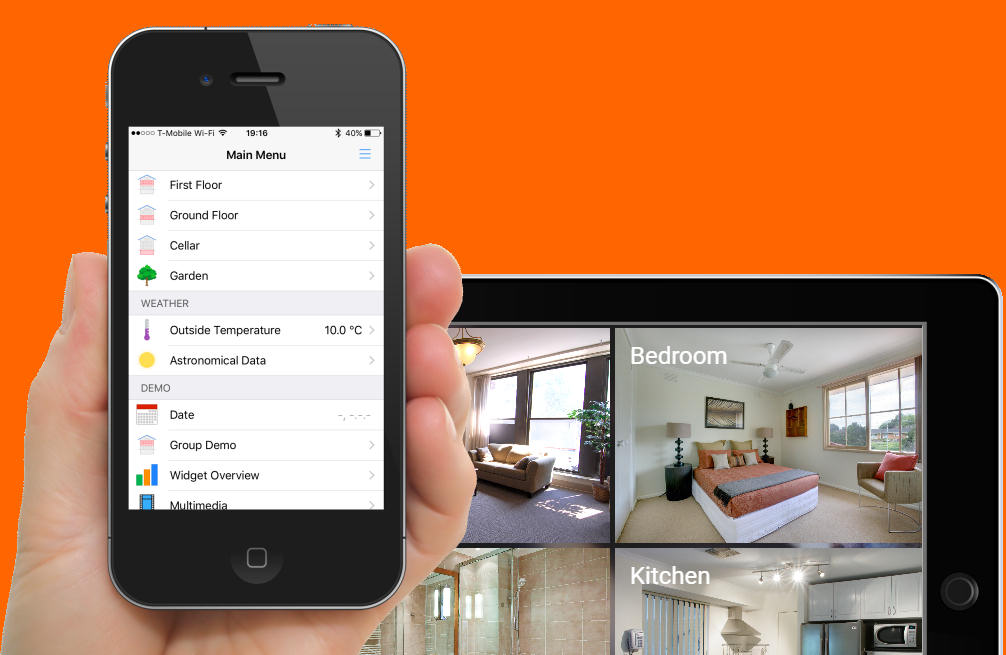 T-Mobile Wi-Fi 19:16 40%
Main Menu
First Floor
Ground Floor
Cellar
Garden
WEATHER
Outside Temperature 10.0 °C
Astronomical Data
DEMO
Date -, -.-.-
Group Demo
Widget Overview
Multimedia
Bedroom
Kitchen